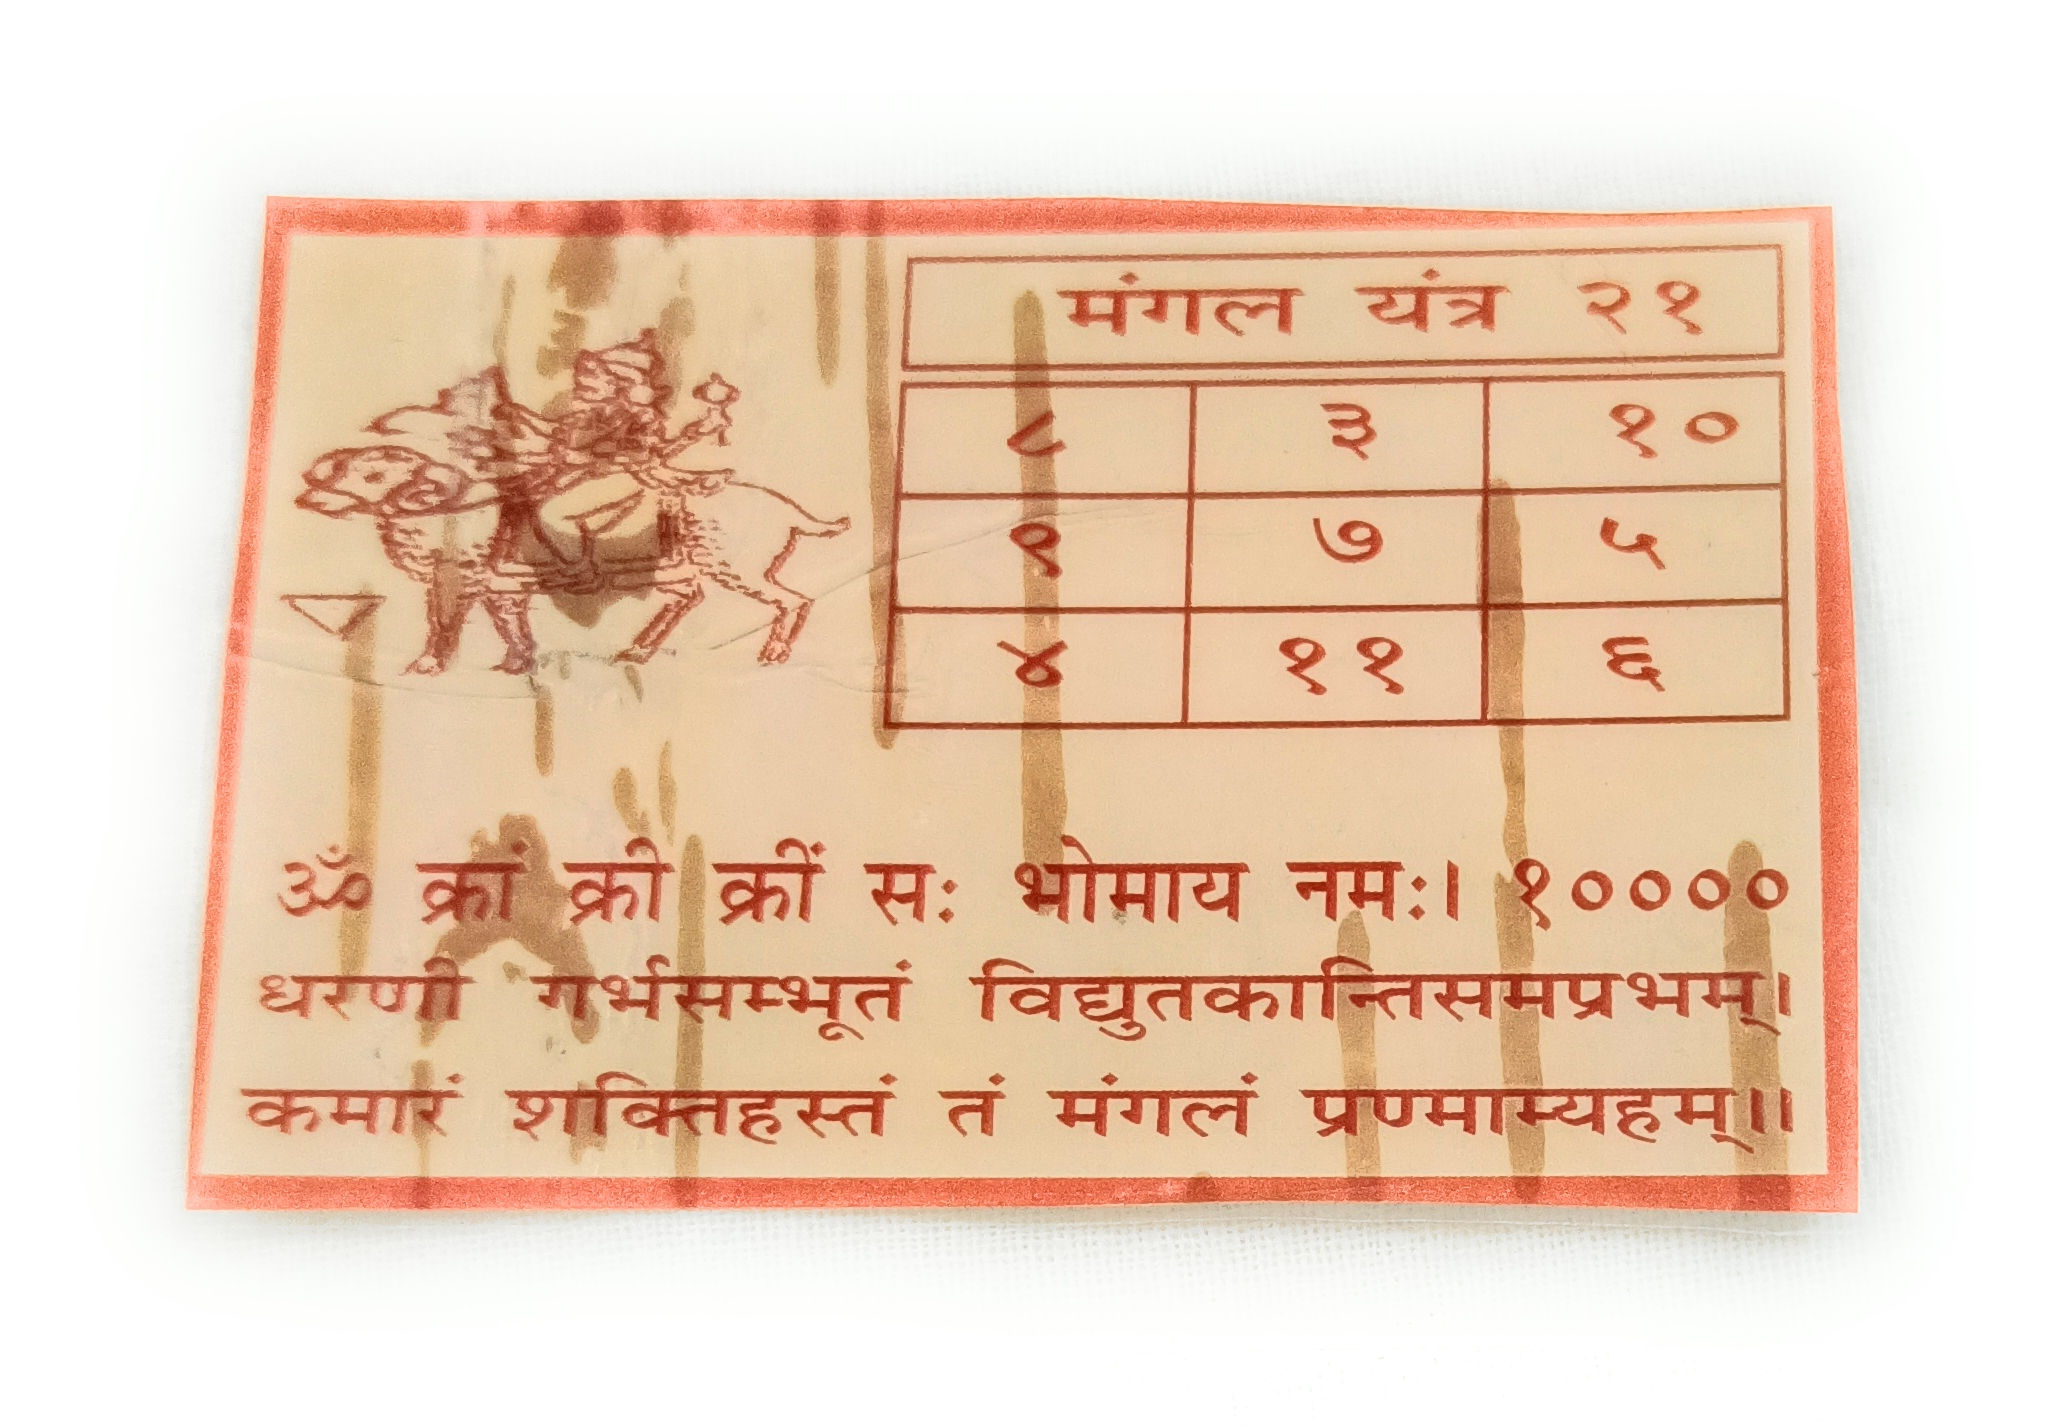 मंगल यंत्र २१
८ ३ १०
९ ७ ५
४ ११ ६
ॐ क्रां क्री क्रीं सः भोमाय नमः। १००००
धरणी गर्भसम्भूतं विद्युतकान्तिसमप्रभम्।
कमारं शक्तिहस्तं तं मंगलं प्रण्माम्यहम्॥